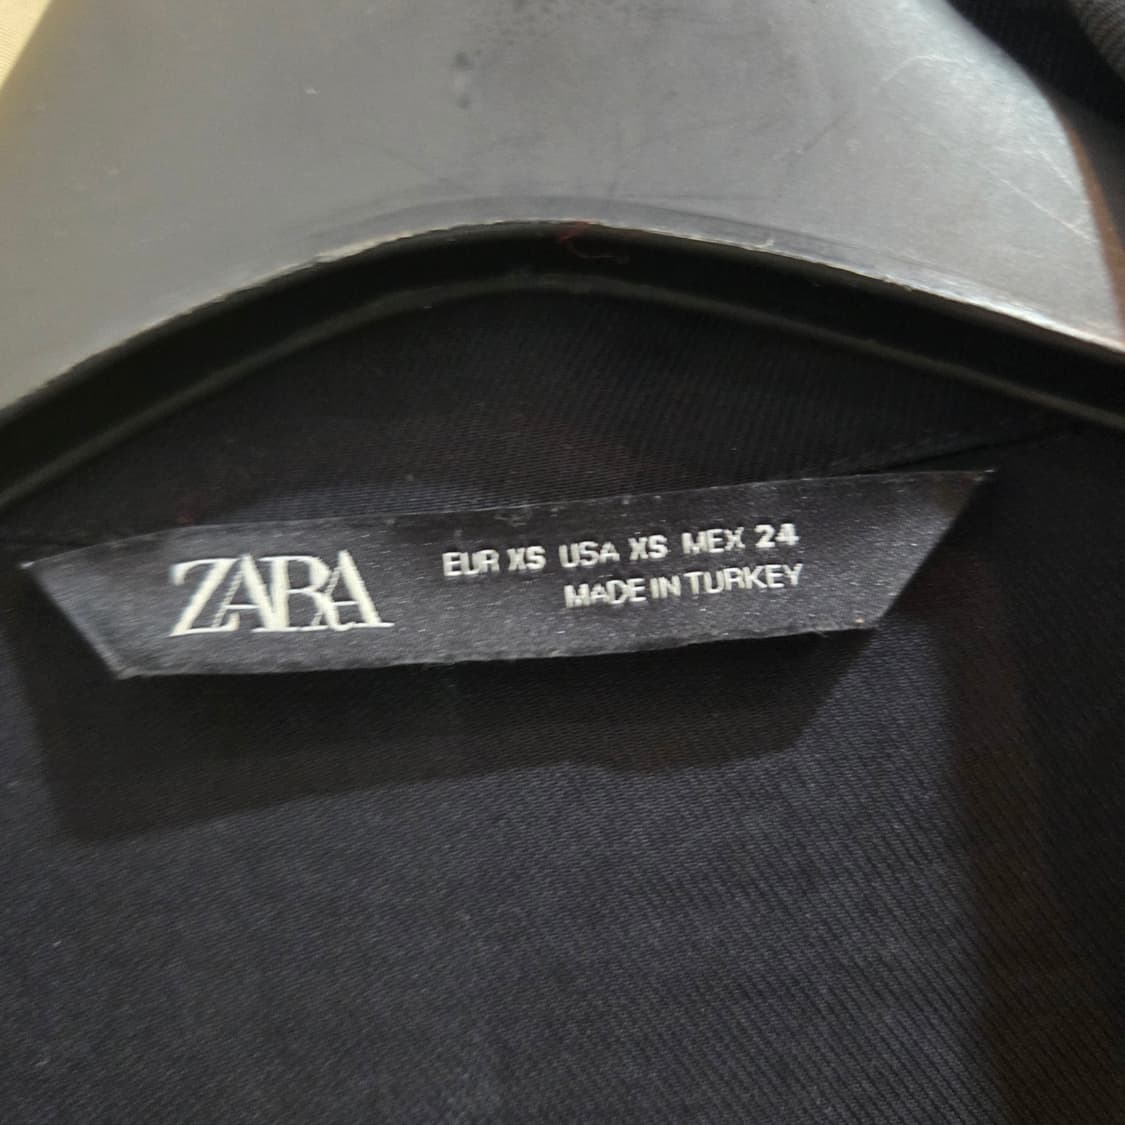 ZARA
EUR XS USA XS MEX 24
MADE IN TURKEY